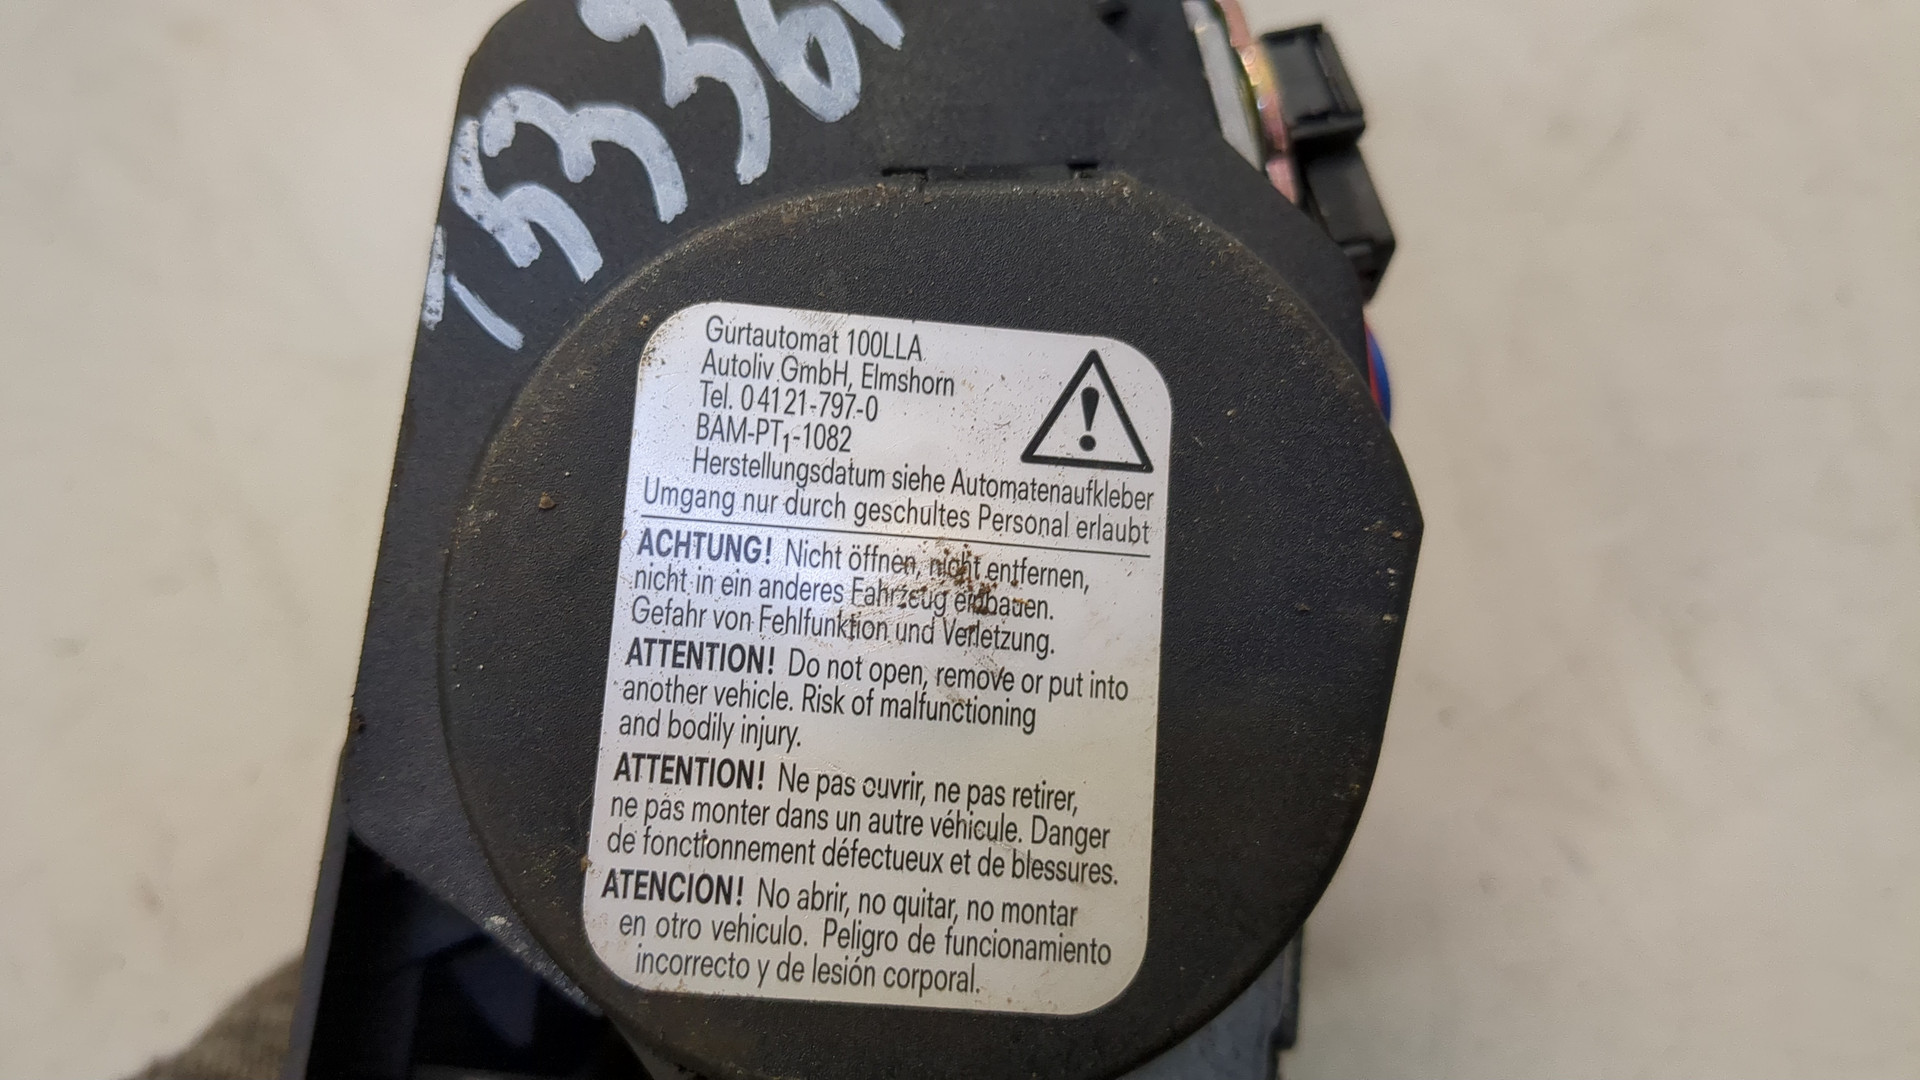 Gurtautomat 100LLA
Autoliv GmbH, Elmshorn
Tel. 0 41 21-797-0
BAM-PT₁-1082
Herstellungsdatum siehe Automatenaufkleber
Umgang nur durch geschultes Personal erlaubt
ACHTUNG! Nicht öffnen, nicht entfernen,
nicht in ein anderes Fahrzeug einbauen.
Gefahr von Fehlfunktion und Verletzung.
ATTENTION! Do not open, remove or put into
another vehicle. Risk of malfunctioning
and bodily injury.
ATTENTION! Ne pas ouvrir, ne pas retirer,
ne pas monter dans un autre véhicule. Danger
de fonctionnement défectueux et de blessures.
ATENCION! No abrir, no quitar, no montar
en otro vehiculo. Peligro de funcionamiento
incorrecto y de lesión corporal.